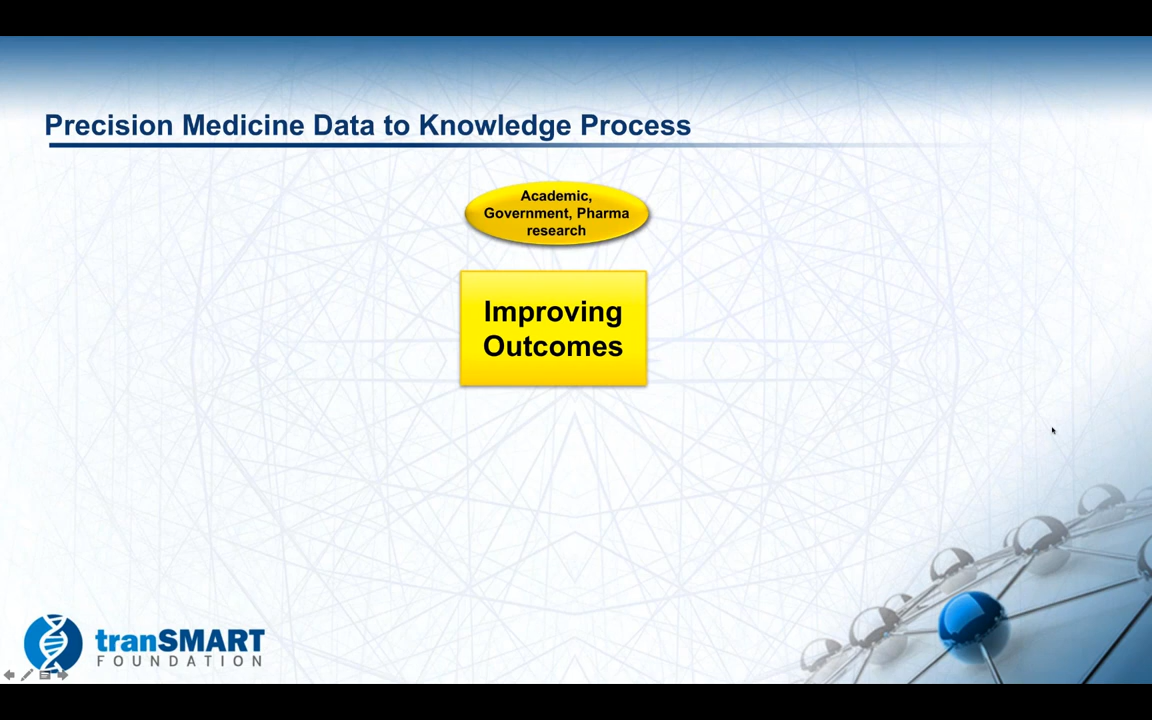 Precision Medicine Data to Knowledge Process
Academic,
Government, Pharma
research
Improving
Outcomes
tranSMART
FOUNDATION